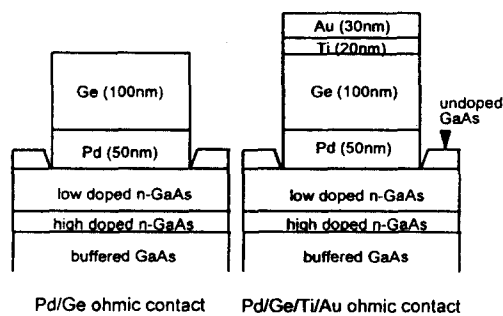 Ge (100nm)
Pd (50nm)
low doped n-GaAs
high doped n-GaAs
buffered GaAs
Pd/Ge ohmic contact
Au (30nm)
Ti (20nm)
Ge (100nm)
Pd (50nm)
undoped
GaAs
low doped n-GaAs
high doped n-GaAs
buffered GaAs
Pd/Ge/Ti/Au ohmic contact